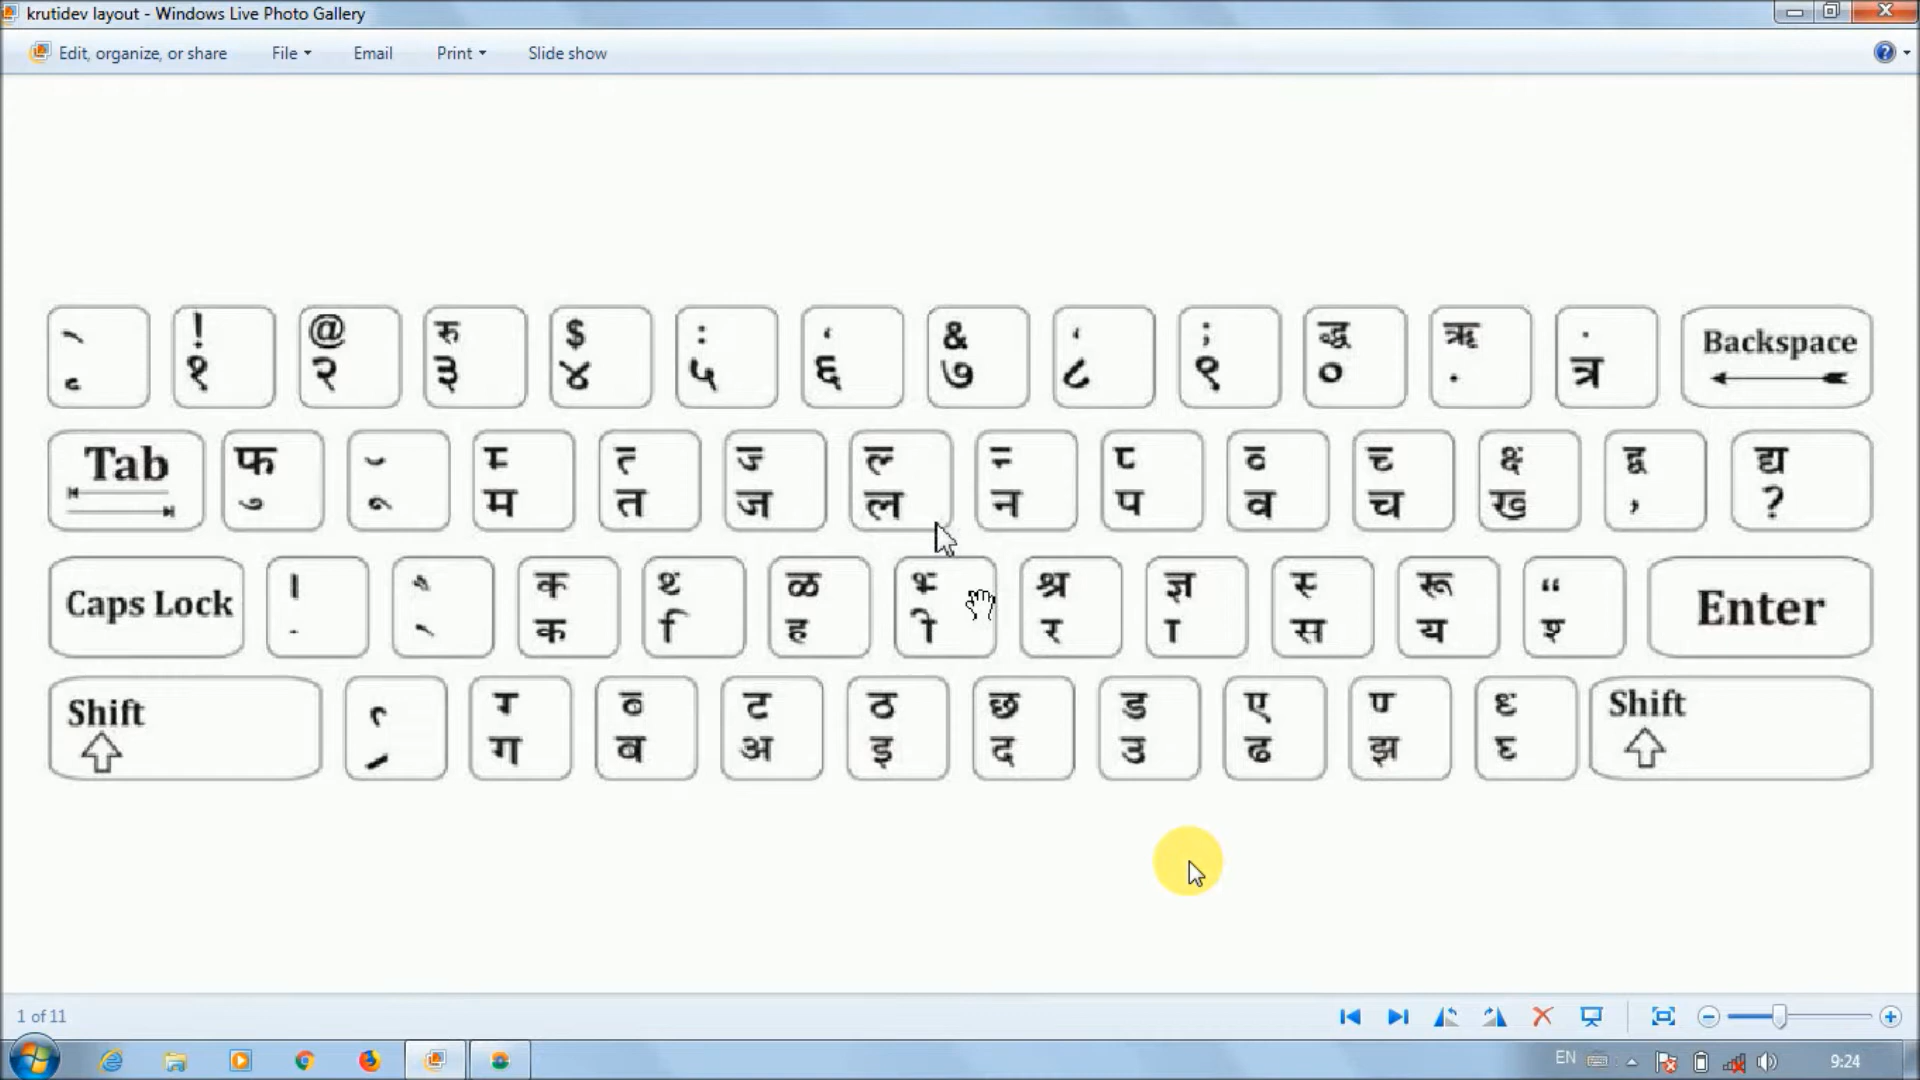 krutidev layout - Windows Live Photo Gallery
Edit, organize, or share File Email Print Slide show
! @ रु $ : ‘ & ‘ ; द्ध ऋ · Backspace
१ २ ३ ४ ५ ६ ७ ८ ९ ० · त्र
Tab फ म् त् ज् ल् न् प् व् च् क्ष् द्व द्य
ु ू म त ज ल न प व च ख् , ?
Caps Lock । क् थ् ळ भ् श्र ज्ञ स् रू “ Enter
े क ि ह ी र ा स य श्
Shift ग् ट ठ छ ड ए ण् Shift
ग अ इ द उ ढ झ
1 of 11
EN 9:24